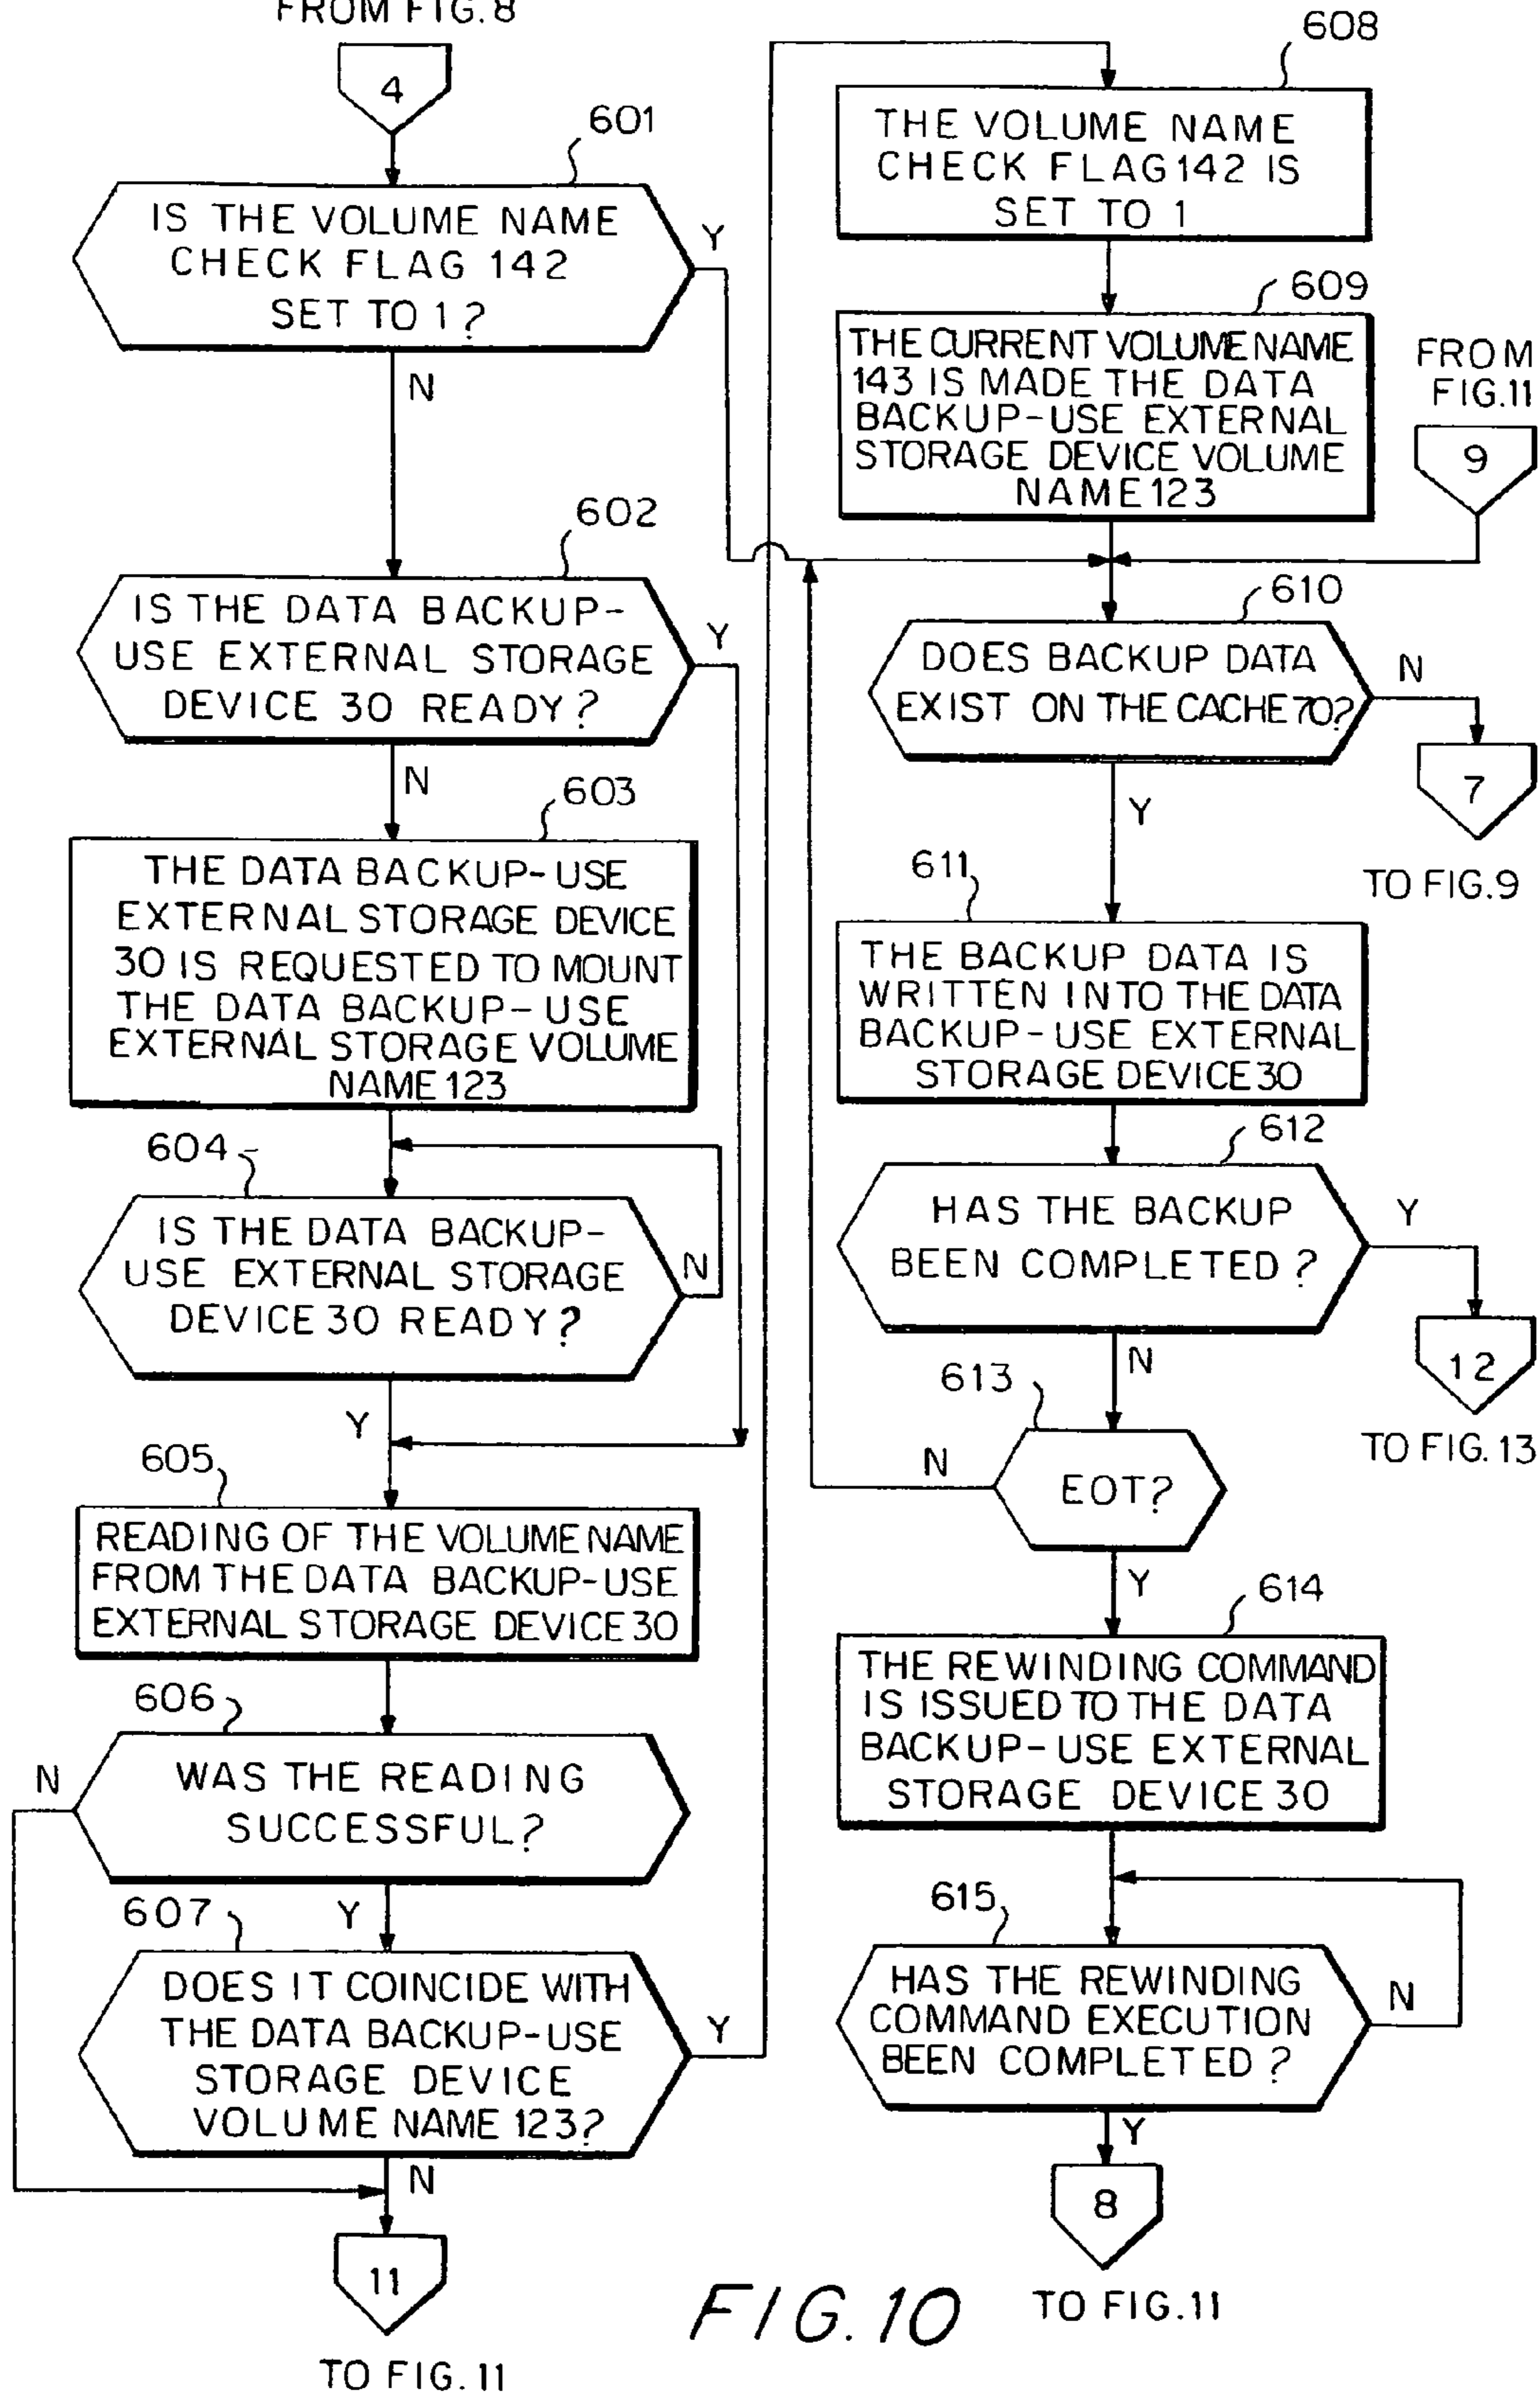 FROM FIG. 8
4
601
IS THE VOLUME NAME
CHECK FLAG 142
SET TO 1?
Y
N
602
IS THE DATA BACKUP-
USE EXTERNAL STORAGE
DEVICE 30 READY?
Y
N
603
THE DATA BACKUP-USE
EXTERNAL STORAGE DEVICE
30 IS REQUESTED TO MOUNT
THE DATA BACKUP-USE
EXTERNAL STORAGE VOLUME
NAME 123
604
IS THE DATA BACKUP-
USE EXTERNAL STORAGE
DEVICE 30 READY?
N
Y
605
READING OF THE VOLUME NAME
FROM THE DATA BACKUP-USE
EXTERNAL STORAGE DEVICE 30
606
WAS THE READING
SUCCESSFUL?
N
Y
607
DOES IT COINCIDE WITH
THE DATA BACKUP-USE
STORAGE DEVICE
VOLUME NAME 123?
Y
N
11
TO FIG. 11
608
THE VOLUME NAME
CHECK FLAG 142 IS
SET TO 1
609
THE CURRENT VOLUME NAME
143 IS MADE THE DATA
BACKUP-USE EXTERNAL
STORAGE DEVICE VOLUME
NAME 123
FROM
FIG. 11
9
610
DOES BACKUP DATA
EXIST ON THE CACHE 70?
N
7
TO FIG. 9
Y
611
THE BACKUP DATA IS
WRITTEN INTO THE DATA
BACKUP-USE EXTERNAL
STORAGE DEVICE 30
612
HAS THE BACKUP
BEEN COMPLETED?
Y
12
TO FIG. 13
N
613
EOT?
N
Y
614
THE REWINDING COMMAND
IS ISSUED TO THE DATA
BACKUP-USE EXTERNAL
STORAGE DEVICE 30
615
HAS THE REWINDING
COMMAND EXECUTION
BEEN COMPLETED?
N
Y
8
TO FIG. 11
FIG. 10